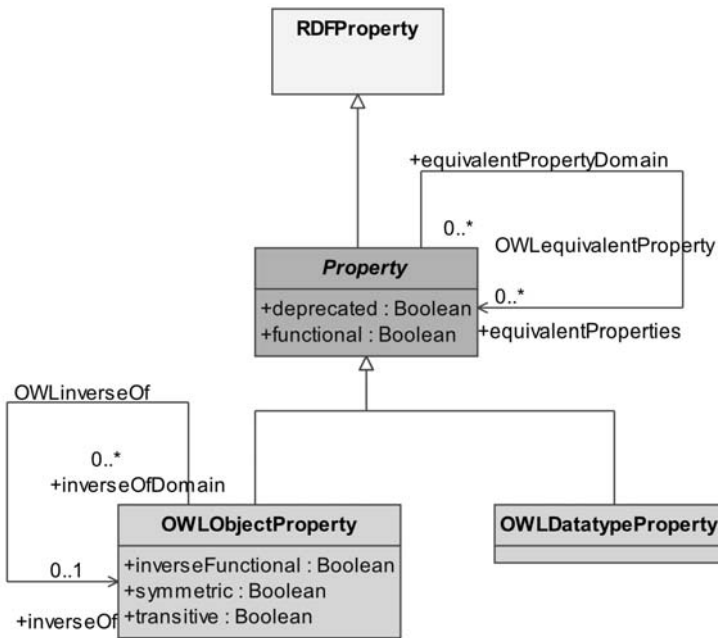 RDFProperty
+equivalentPropertyDomain
0..*
OWLequivalentProperty
Property
0..*
+deprecated : Boolean
+functional : Boolean
+equivalentProperties
OWLinverseOf
0..*
+inverseOfDomain
OWLObjectProperty
OWLDatatypeProperty
+inverseFunctional : Boolean
0..1
+symmetric : Boolean
+inverseOf
+transitive : Boolean